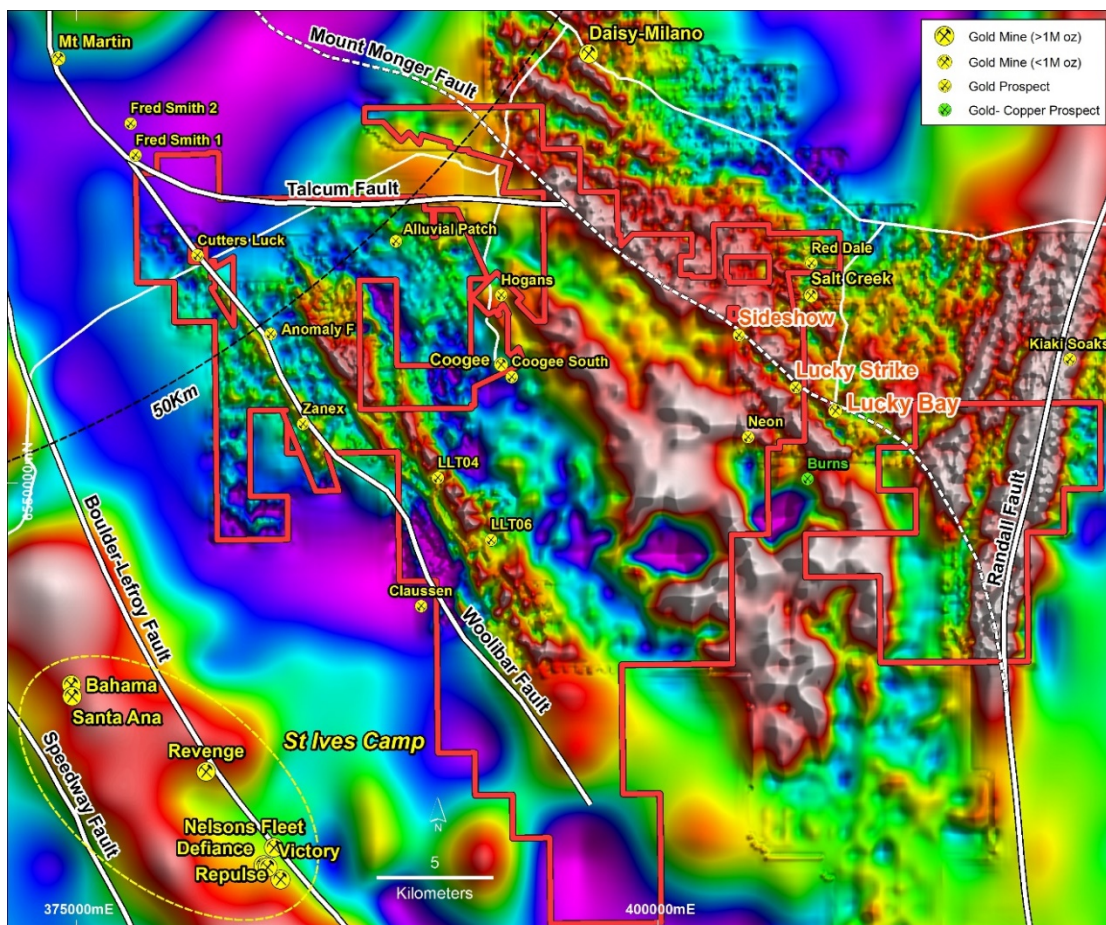 Mt Martin
Mount Monger Fault
Daisy-Milano
Gold Mine (>1M oz)
Gold Mine (<1M oz)
Gold Prospect
Gold- Copper Prospect
Fred Smith 2
Fred Smith 1
Talcum Fault
Alluvial Patch
Cutters Luck
Red Dale
Salt Creek
Hogans
Sideshow
Anomaly F
Kiaki Soaks
Coogee
Coogee South
Lucky Strike
50Km
Lucky Bay
Zanex
Neon
6550000mN
LLT04
Burns
Boulder-Lefroy Fault
LLT06
Randall Fault
Claussen
Woolibar Fault
Bahama
Santa Ana
St Ives Camp
Revenge
Speedway Fault
Nelsons Fleet
Defiance
Victory
Repulse
N
5
Kilometers
375000mE
400000mE